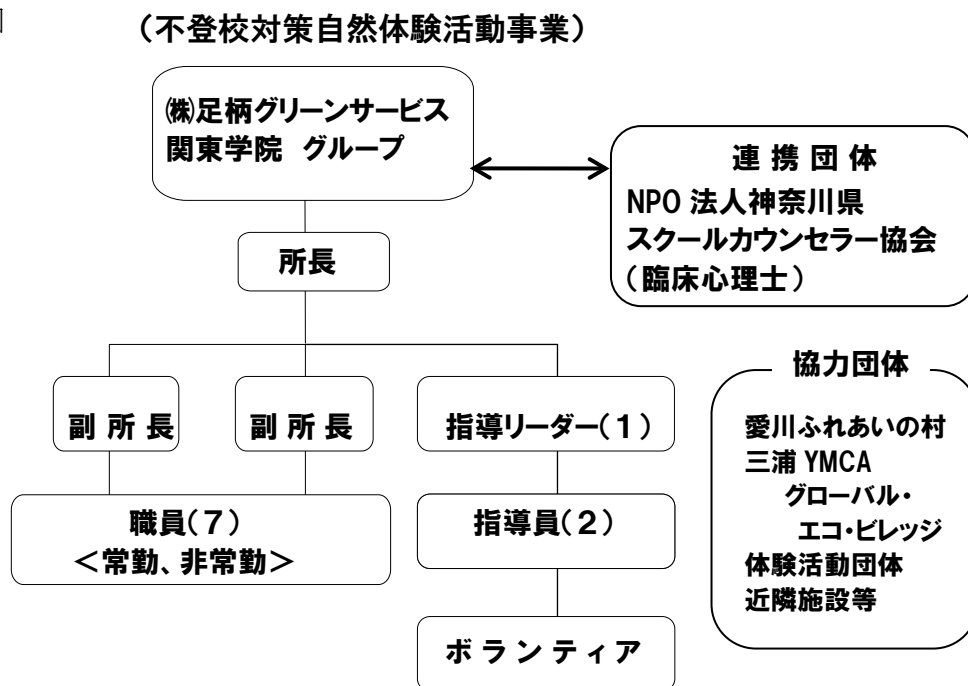 （不登校対策自然体験活動事業）
㈱足柄グリーンサービス
関東学院 グループ
連 携 団 体
NPO 法人神奈川県
スクールカウンセラー協会
（臨床心理士）
所長
協力団体
副 所 長
副 所 長
指導リーダー（１）
愛川ふれあいの村
三浦 YMCA
グローバル・
エコ・ビレッジ
体験活動団体
近隣施設等
職員（７）
＜常勤、非常勤＞
指導員（２）
ボ ラ ン テ ィ ア